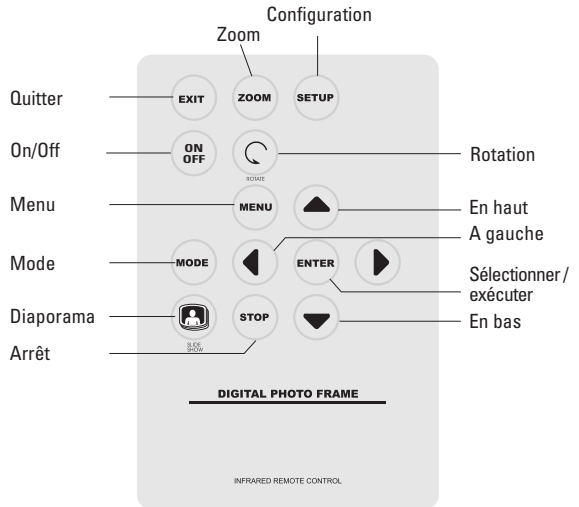 Configuration
Zoom
Quitter
EXIT
ZOOM
SETUP
On/Off
ON
OFF
ROTATE
Rotation
Menu
MENU
En haut
A gauche
Mode
MODE
ENTER
Sélectionner /
exécuter
Diaporama
SLIDE
SHOW
STOP
En bas
Arrêt
DIGITAL PHOTO FRAME
INFRARED REMOTE CONTROL